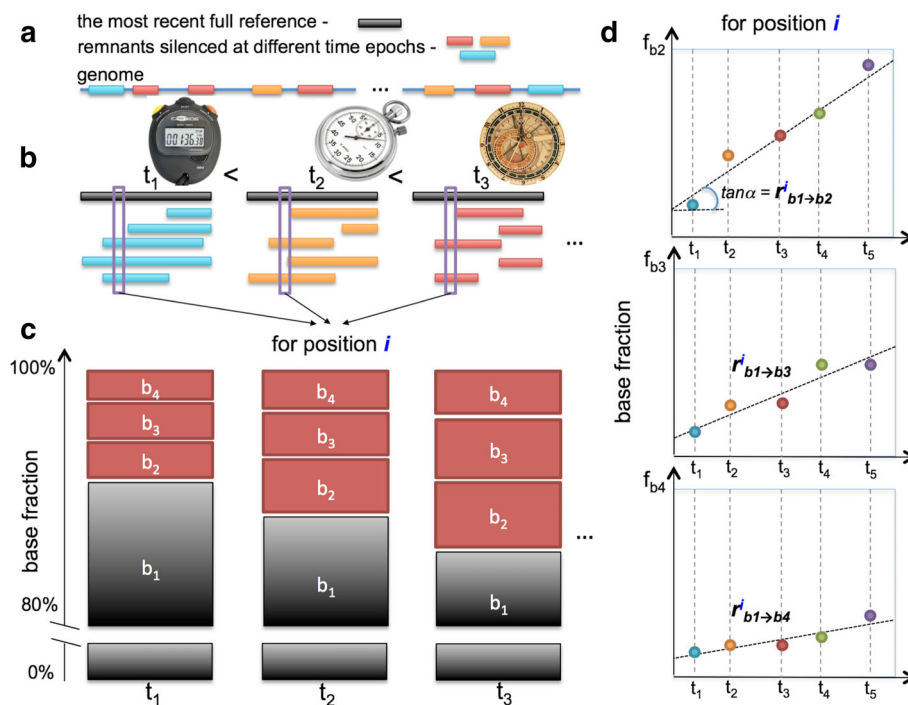 a
the most recent full reference -
remnants silenced at different time epochs -
genome
...
b
t1 < t2 < t3
...
c
for position i
100%
base fraction
80%
0%
b4
b3
b2
b1
t1
b4
b3
b2
b1
t2
b4
b3
b2
b1
t3
...
d
for position i
base fraction
fb2
tanα = r^i b1→b2
t1 t2 t3 t4 t5
fb3
r^i b1→b3
t1 t2 t3 t4 t5
fb4
r^i b1→b4
t1 t2 t3 t4 t5